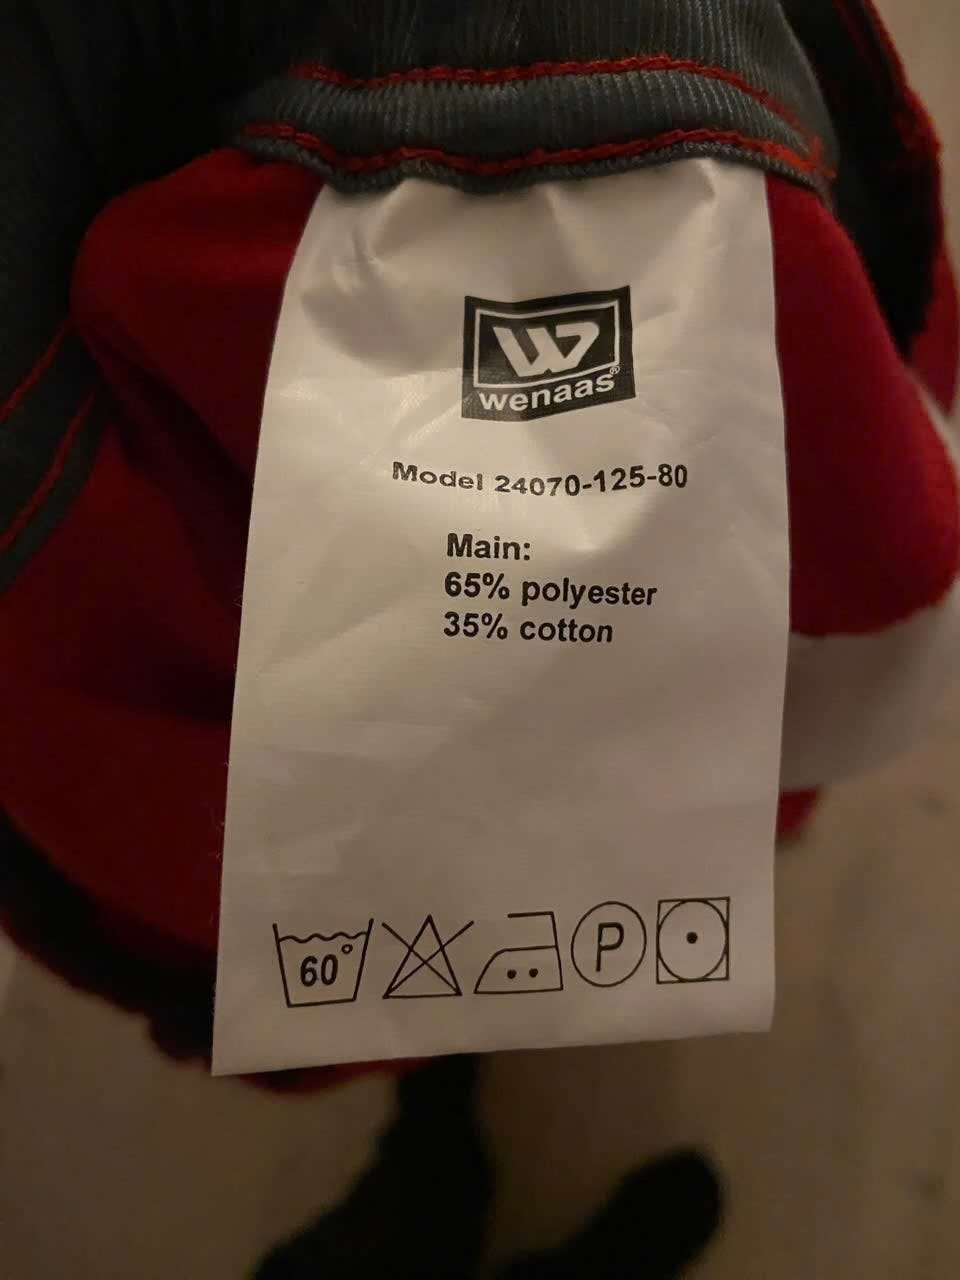 W
wenaas®
Model 24070-125-80
Main:
65% polyester
35% cotton
60° P